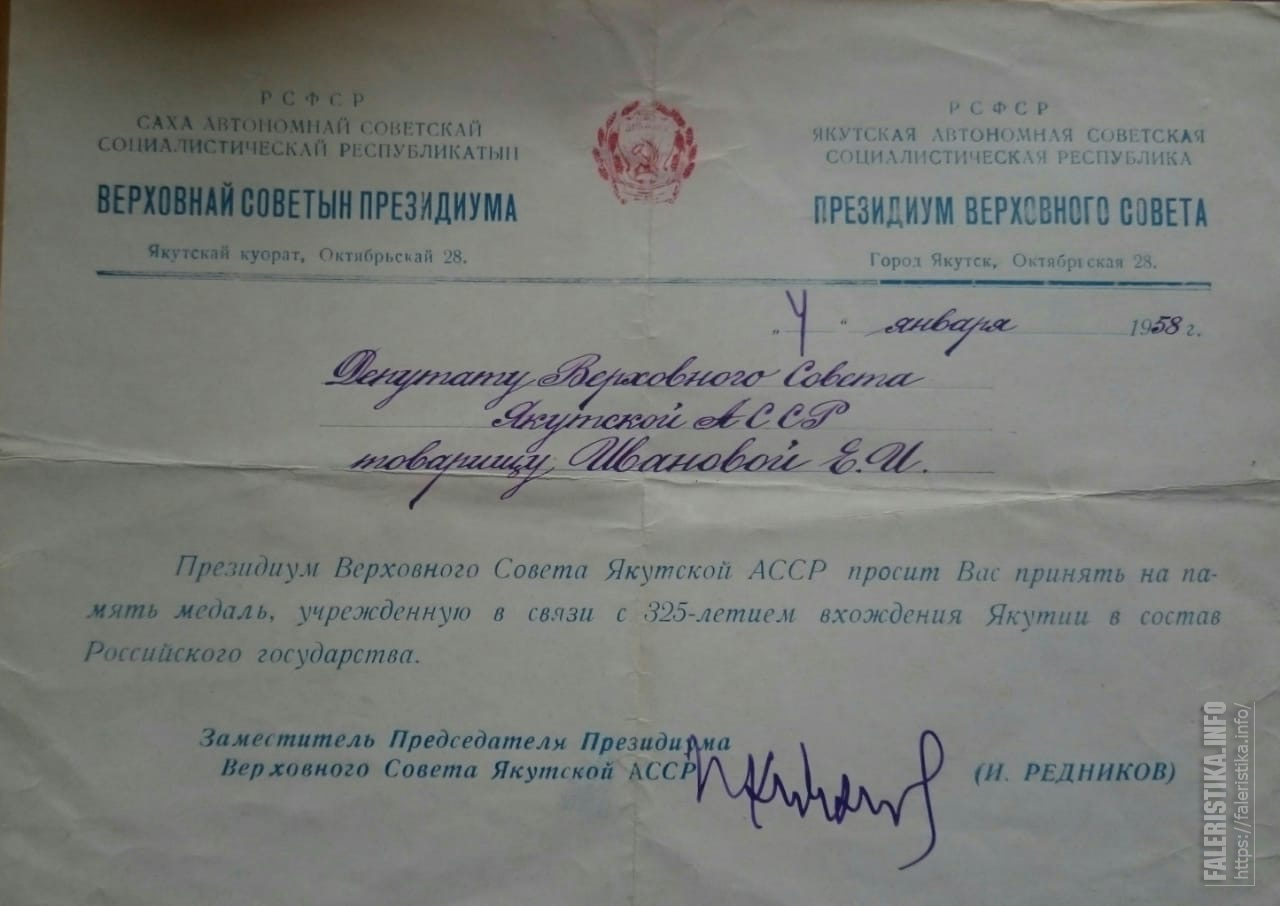 РСФСР
САХА АВТОНОМНАЙ СОВЕТСКАЙ
СОЦИАЛИСТИЧЕСКАЙ РЕСПУБЛИКАТЫН
ВЕРХОВНАЙ СОВЕТЫН ПРЕЗИДИУМА
Якутскай куорат, Октябрьскай 28.
РСФСР
ЯКУТСКАЯ АВТОНОМНАЯ СОВЕТСКАЯ
СОЦИАЛИСТИЧЕСКАЯ РЕСПУБЛИКА
ПРЕЗИДИУМ ВЕРХОВНОГО СОВЕТА
Город Якутск, Октябрьская 28.
„4" января 1958 г.
Депутату Верховного Совета
Якутской АССР
товарищу Ивановой Е.И.
Президиум Верховного Совета Якутской АССР просит Вас принять на па-
мять медаль, учрежденную в связи с 325-летием вхождения Якутии в состав
Российского государства.
Заместитель Председателя Президиума
Верховного Совета Якутской АССР
(И. РЕДНИКОВ)
FALERISTIKA.INFO
https://faleristika.info/